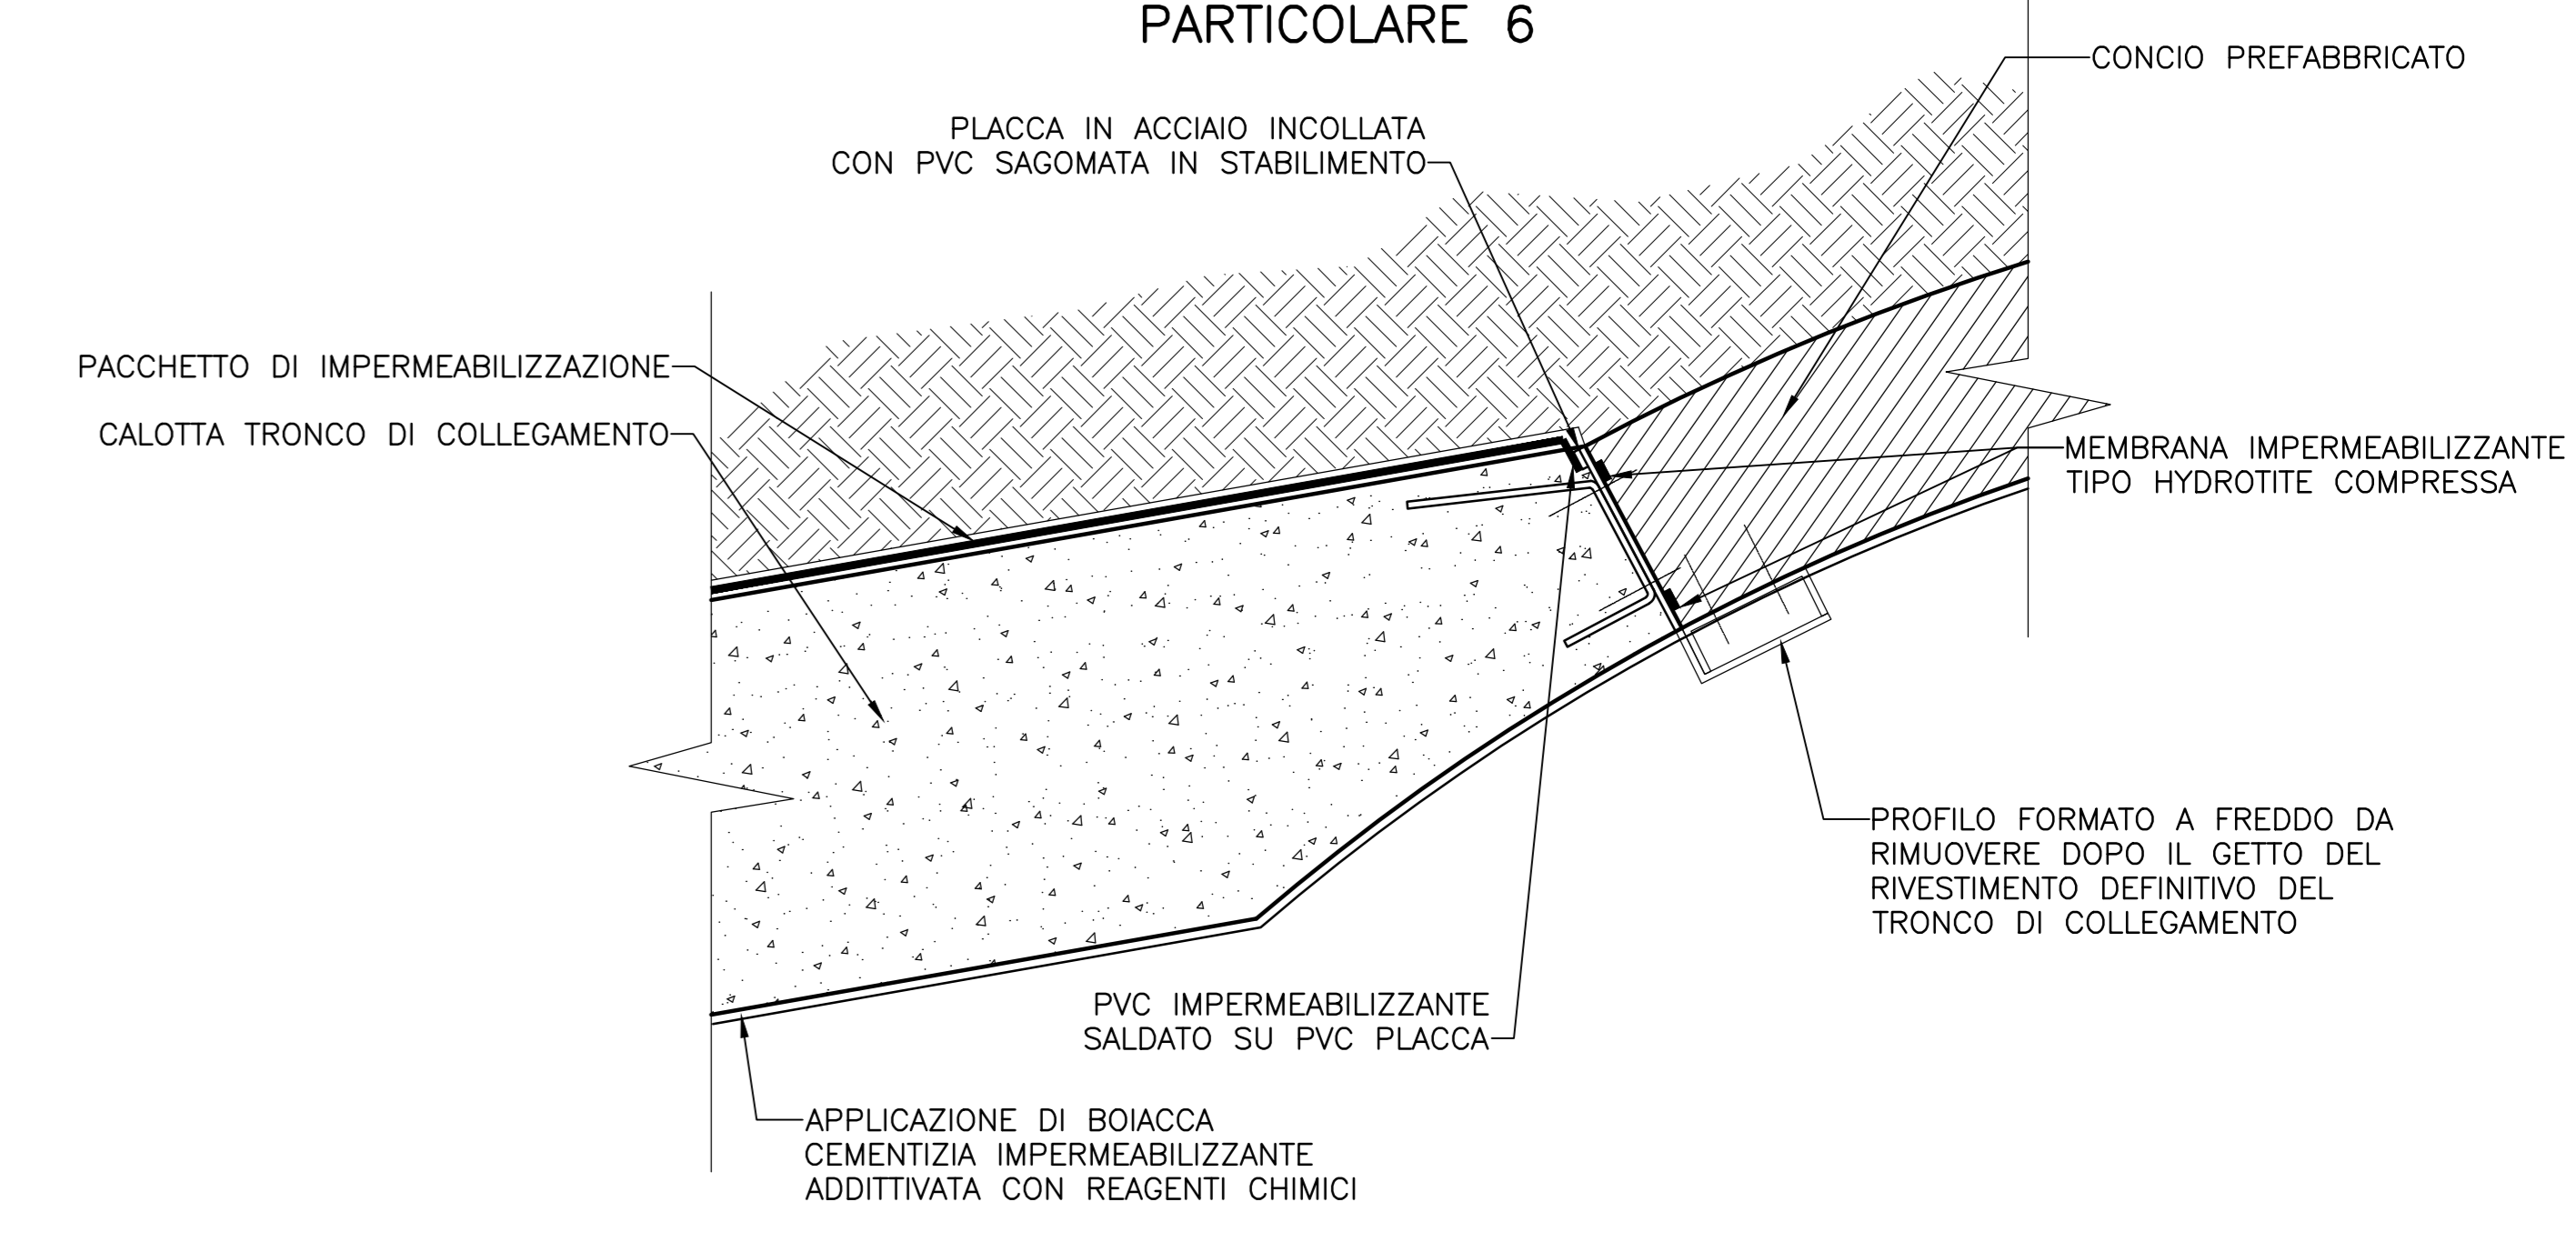 PARTICOLARE 6
CONCIO PREFABBRICATO
PLACCA IN ACCIAIO INCOLLATA
CON PVC SAGOMATA IN STABILIMENTO
PACCHETTO DI IMPERMEABILIZZAZIONE
CALOTTA TRONCO DI COLLEGAMENTO
MEMBRANA IMPERMEABILIZZANTE
TIPO HYDROTITE COMPRESSA
PROFILO FORMATO A FREDDO DA
RIMUOVERE DOPO IL GETTO DEL
RIVESTIMENTO DEFINITIVO DEL
TRONCO DI COLLEGAMENTO
PVC IMPERMEABILIZZANTE
SALDATO SU PVC PLACCA
APPLICAZIONE DI BOIACCA
CEMENTIZIA IMPERMEABILIZZANTE
ADDITTIVATA CON REAGENTI CHIMICI